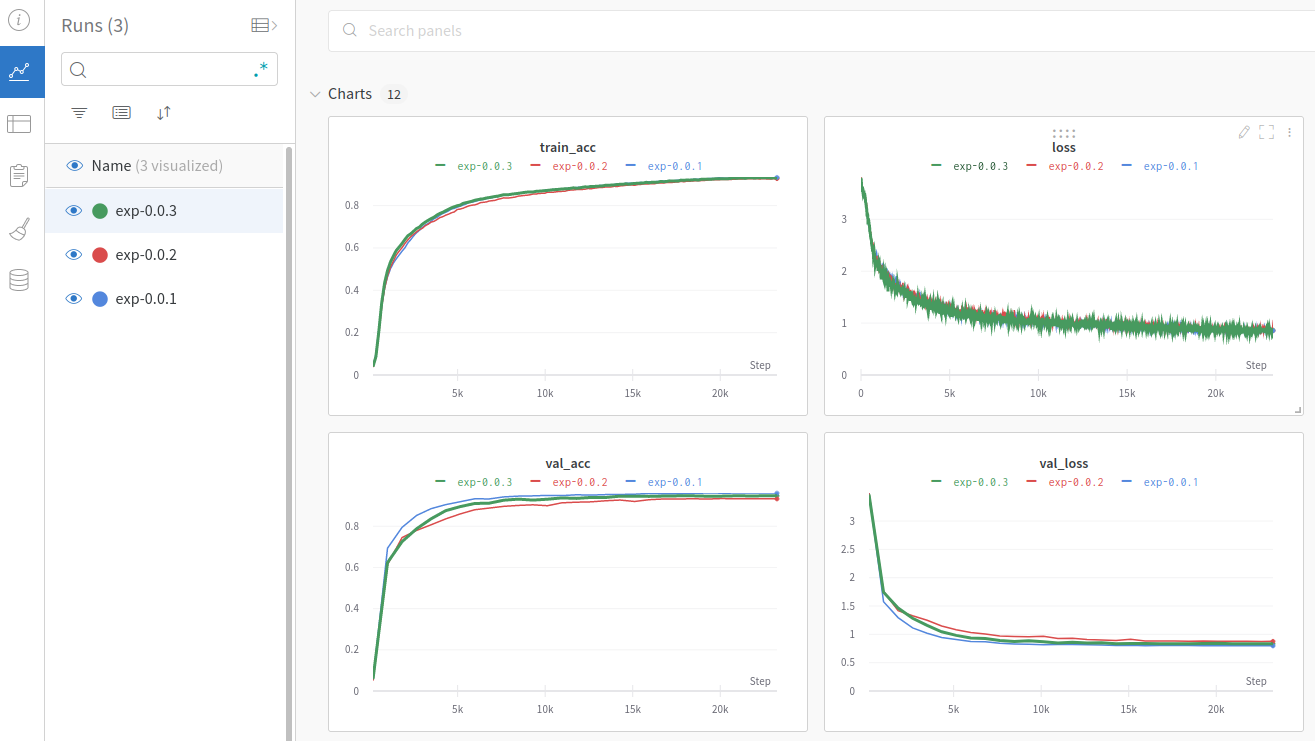 Runs (3)
.*
Name (3 visualized)
exp-0.0.3
exp-0.0.2
exp-0.0.1
Search panels
Charts 12
train_acc
exp-0.0.3 exp-0.0.2 exp-0.0.1
0.8
0.6
0.4
0.2
0
Step
5k 10k 15k 20k
loss
exp-0.0.3 exp-0.0.2 exp-0.0.1
3
2
1
0
Step
0 5k 10k 15k 20k
val_acc
exp-0.0.3 exp-0.0.2 exp-0.0.1
0.8
0.6
0.4
0.2
0
Step
5k 10k 15k 20k
val_loss
exp-0.0.3 exp-0.0.2 exp-0.0.1
3
2.5
2
1.5
1
0.5
0
Step
5k 10k 15k 20k